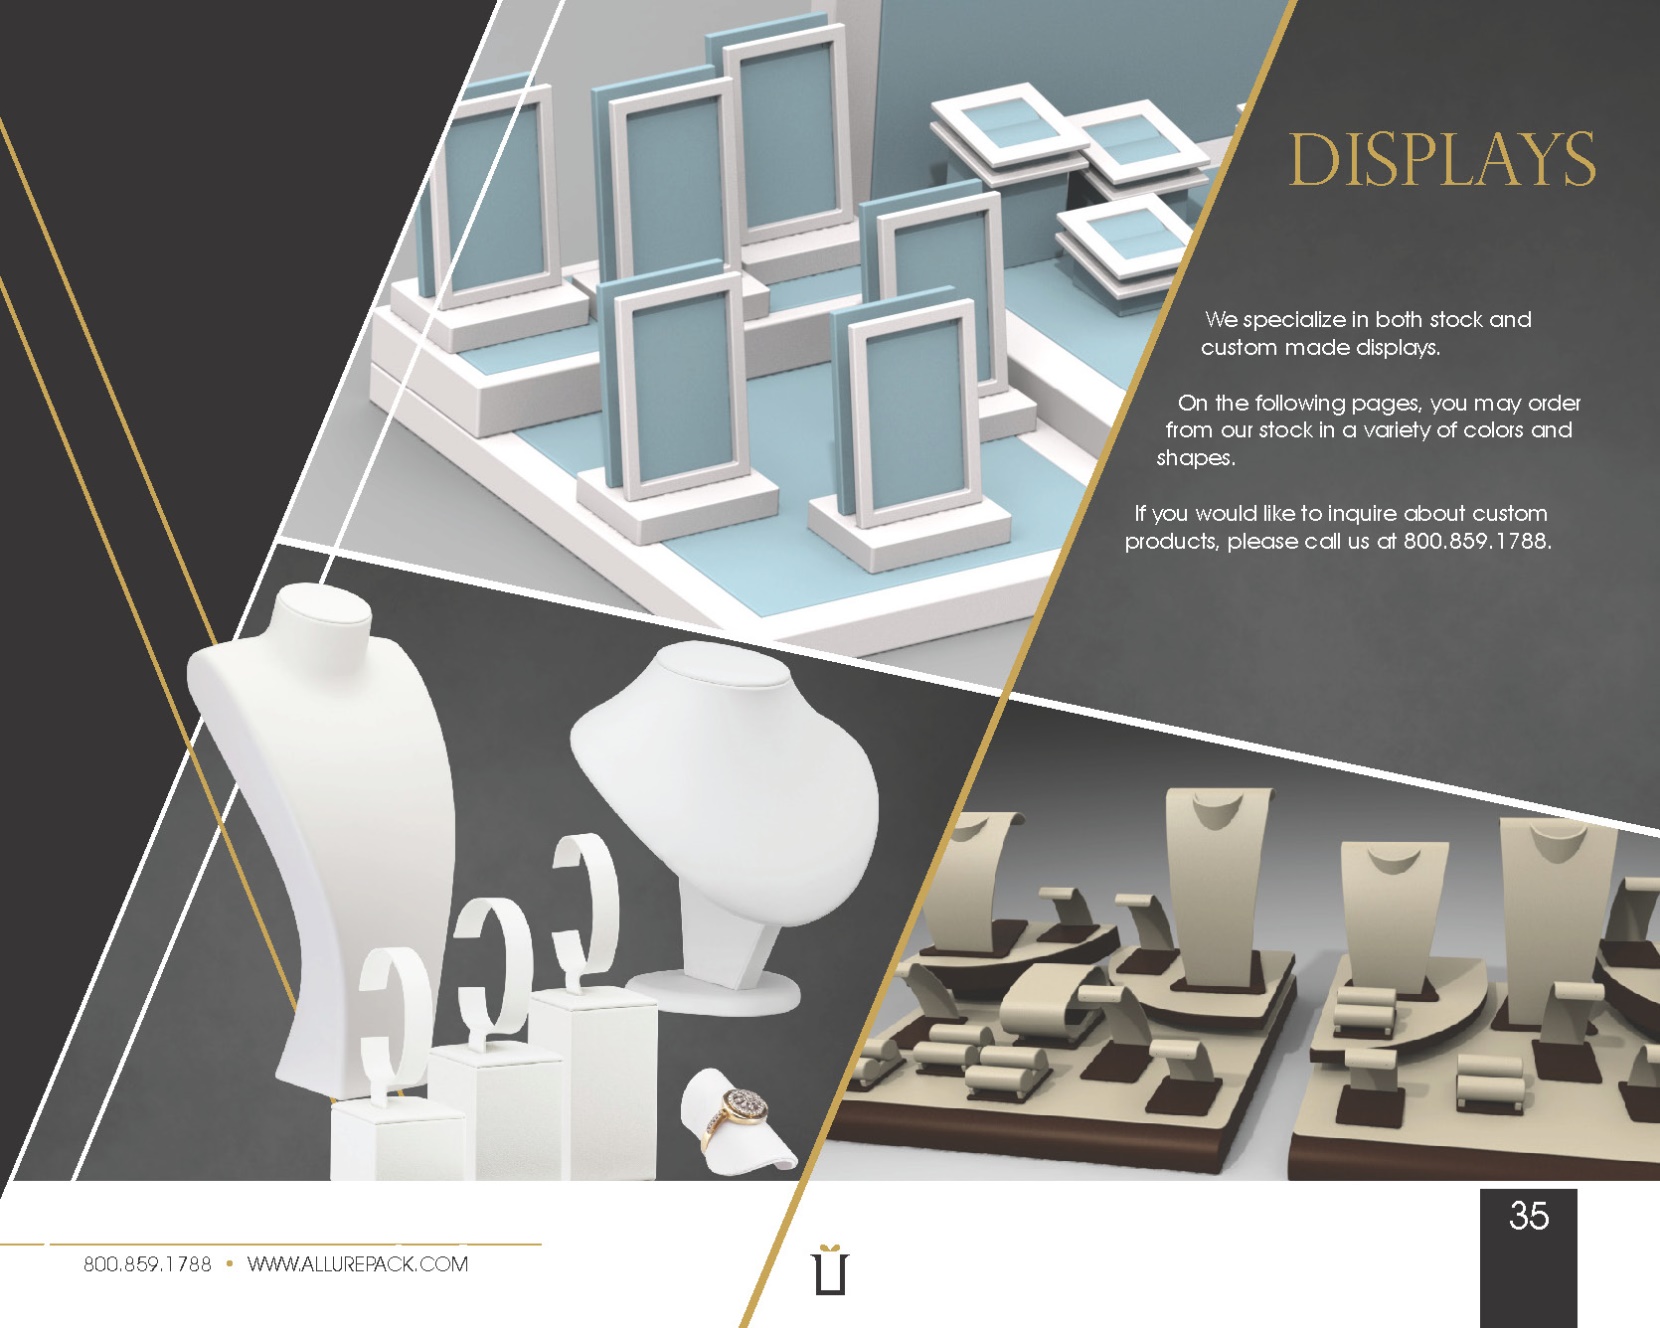 DISPLAYS
We specialize in both stock and
custom made displays.
On the following pages, you may order
from our stock in a variety of colors and
shapes.
If you would like to inquire about custom
products, please call us at 800.859.1788.
35
800.859.1788 • WWW.ALLUREPACK.COM